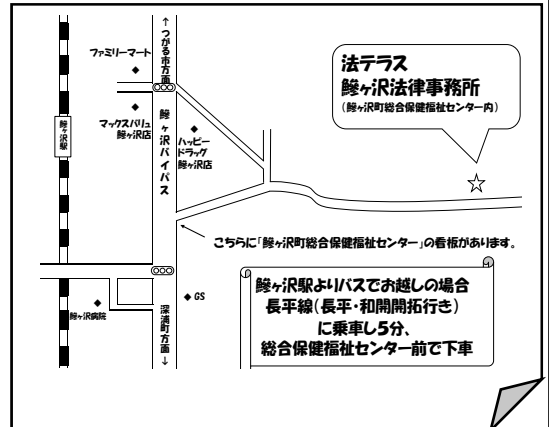 ↑つがる市方面
ファミリーマート
マックスバリュ
鰺ヶ沢店
鰺ヶ沢駅
鰺ヶ沢バイパス
ハッピー
ドラッグ
鰺ヶ沢店
法テラス
鰺ヶ沢法律事務所
(鰺ヶ沢町総合保健福祉センター内)
こちらに「鰺ヶ沢町総合保健福祉センター」の看板があります。
鰺ヶ沢病院
GS
深浦町方面→
鰺ヶ沢駅よりバスでお越しの場合
長平線(長平・和開開拓行き)
に乗車し5分、
総合保健福祉センター前で下車